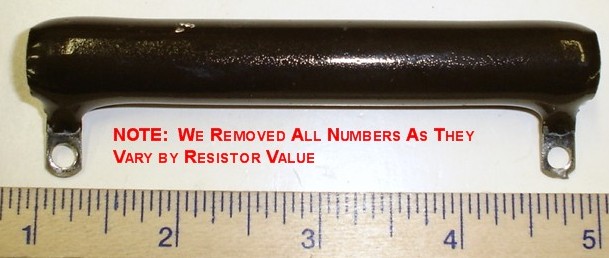 NOTE: WE REMOVED ALL NUMBERS AS THEY
VARY BY RESISTOR VALUE
1 2 3 4 5